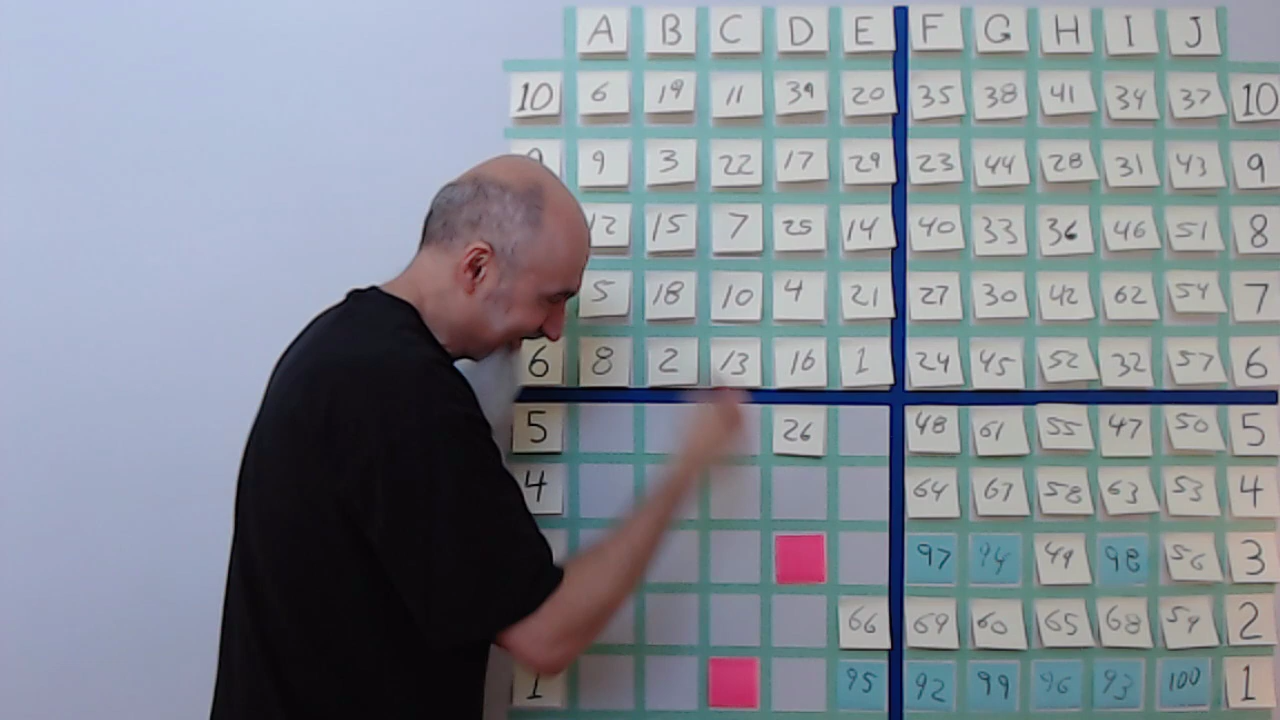 A B C D E F G H I J
10 6 19 11 39 20 35 38 41 34 37 10
9 3 22 17 29 23 44 28 31 43 9
12 15 7 25 14 40 33 36 46 51 8
5 18 10 4 21 27 30 42 62 54 7
6 8 2 13 16 1 24 45 52 32 57 6
5 26 48 61 55 47 50 5
4 64 67 58 63 53 4
97 94 49 98 56 3
66 69 60 65 68 59 2
1 95 92 99 96 93 100 1